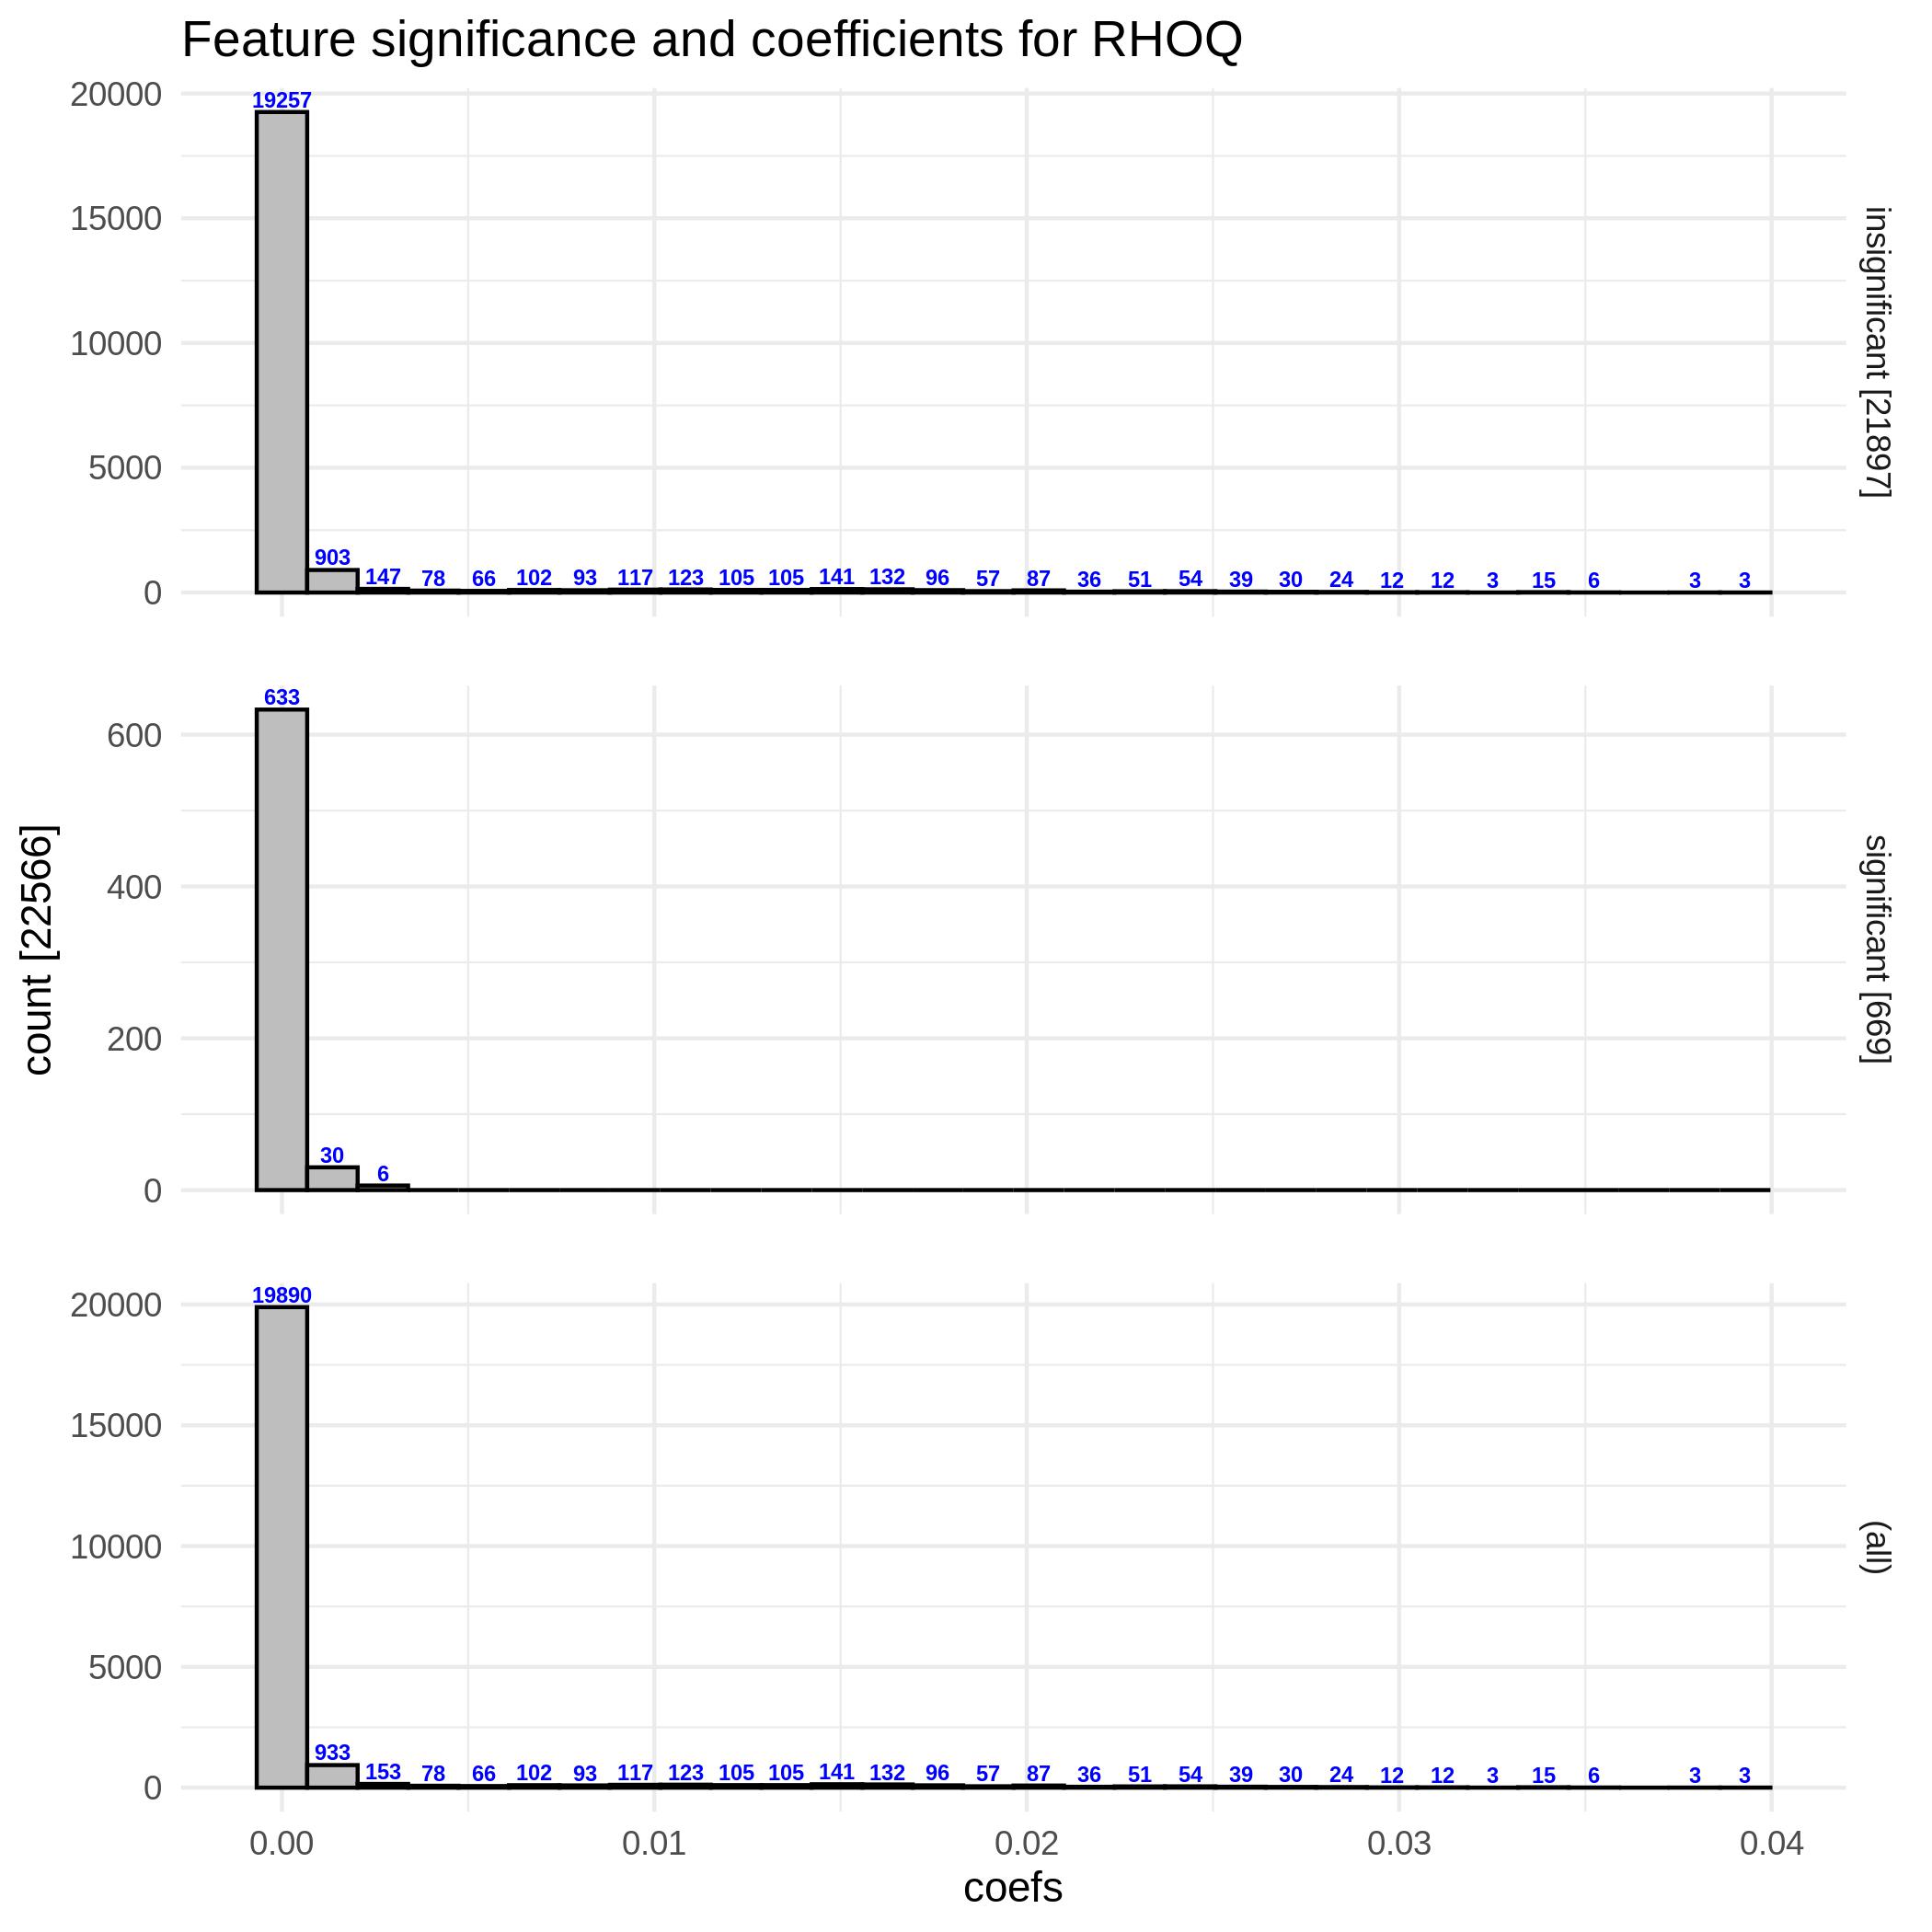 Feature significance and coefficients for RHOQ
20000
15000
10000
5000
0
19257
903
147 78 66 102 93 117 123 105 105 141 132 96 57 87 36 51 54 39 30 24 12 12 3 15 6 3 3
insignificant [21897]
count [22566]
600
400
200
0
633
30
6
significant [669]
20000
15000
10000
5000
0
19890
933
153 78 66 102 93 117 123 105 105 141 132 96 57 87 36 51 54 39 30 24 12 12 3 15 6 3 3
(all)
0.00 0.01 0.02 0.03 0.04
coefs